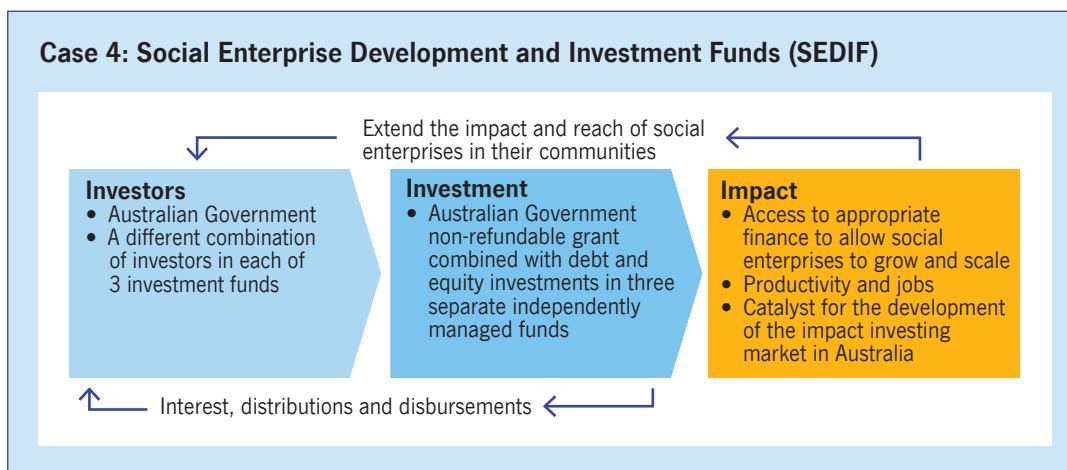 Case 4: Social Enterprise Development and Investment Funds (SEDIF)
Extend the impact and reach of social
enterprises in their communities
Investors
• Australian Government
• A different combination
of investors in each of
3 investment funds
Investment
• Australian Government
non-refundable grant
combined with debt and
equity investments in three
separate independently
managed funds
Impact
• Access to appropriate
finance to allow social
enterprises to grow and scale
• Productivity and jobs
• Catalyst for the development
of the impact investing
market in Australia
Interest, distributions and disbursements